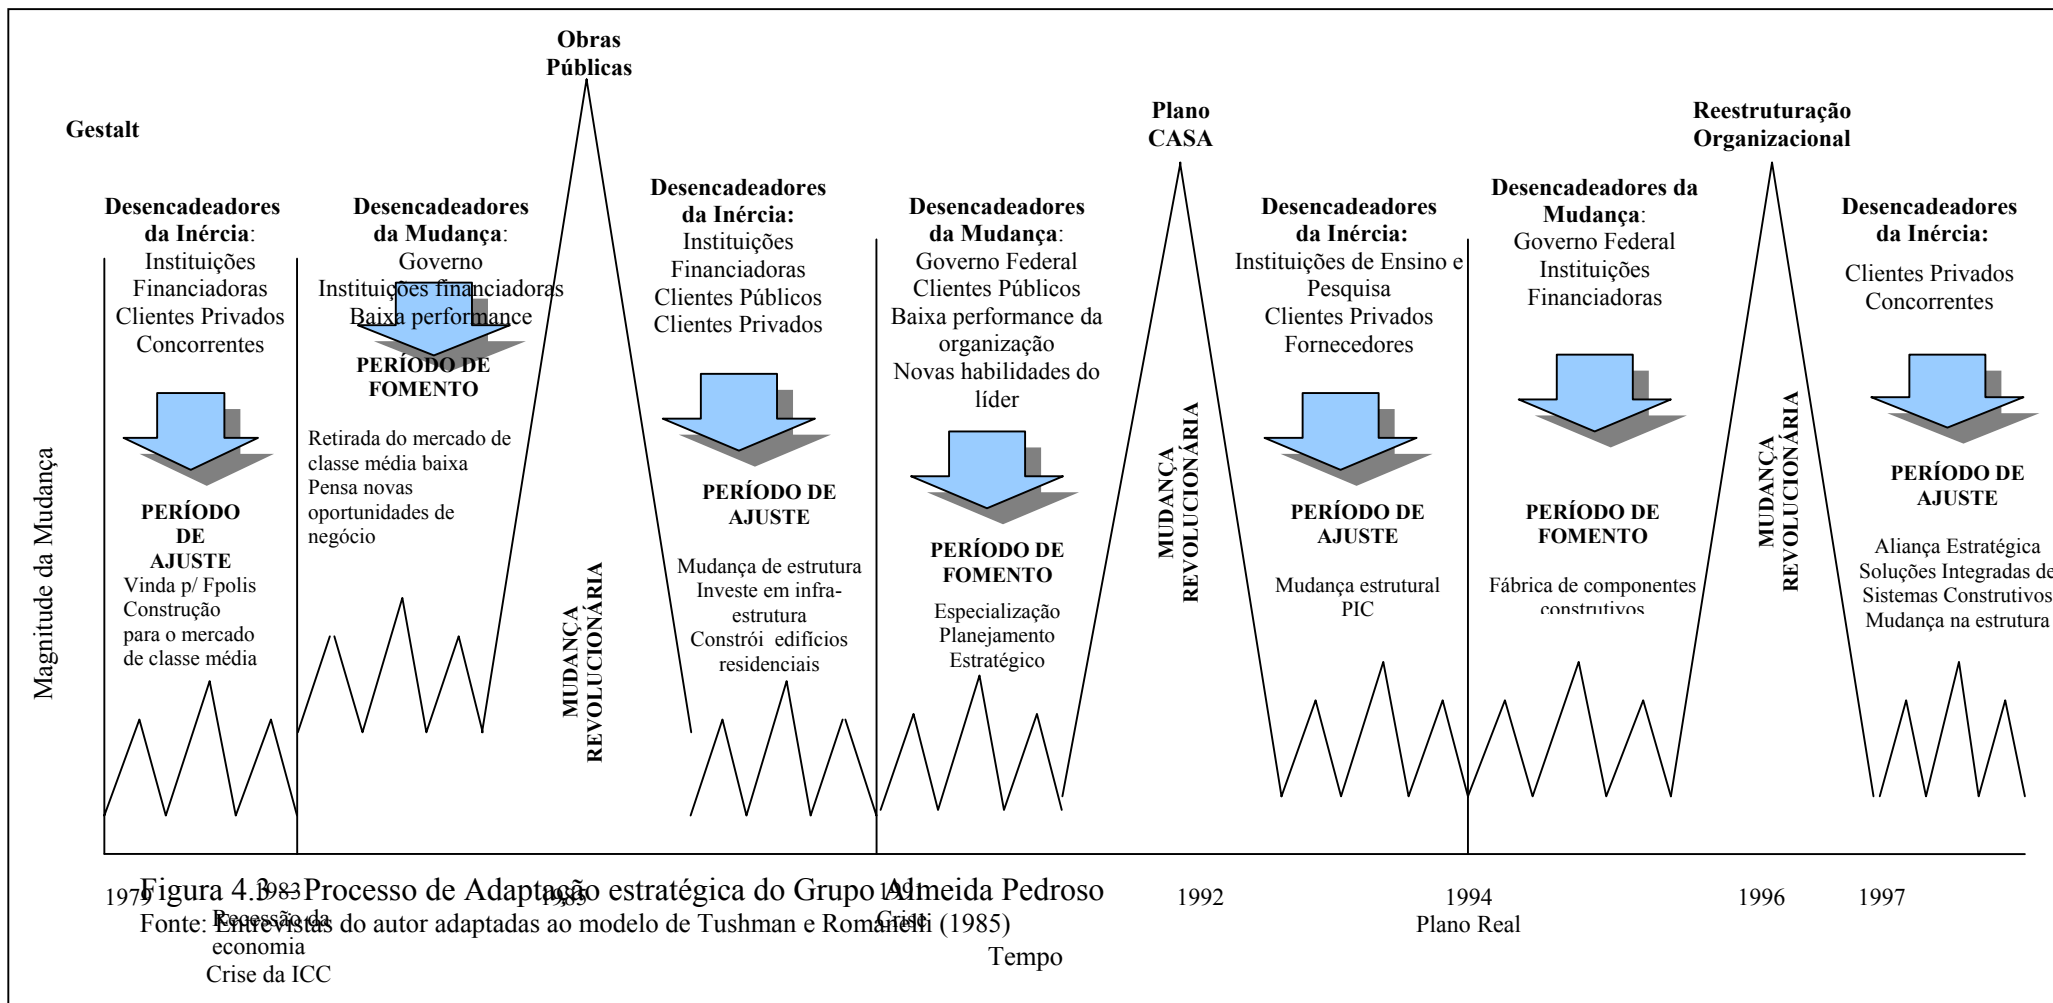 Obras
Públicas
Plano
CASA
Reestruturação
Organizacional
Gestalt
Desencadeadores
da Inércia:
Instituições
Financiadoras
Clientes Privados
Concorrentes
PERÍODO
DE
AJUSTE
Vinda p/ Fpolis
Construção
para o mercado
de classe média
Desencadeadores
da Mudança:
Governo
Instituições financiadoras
Baixa performance
PERÍODO DE
FOMENTO
Retirada do mercado de
classe média baixa
Pensa novas
oportunidades de
negócio
MUDANÇA
REVOLUCIONÁRIA
Desencadeadores
da Inércia:
Instituições
Financiadoras
Clientes Públicos
Clientes Privados
PERÍODO DE
AJUSTE
Mudança de estrutura
Investe em infra-
estrutura
Constrói edifícios
residenciais
Desencadeadores
da Mudança:
Governo Federal
Clientes Públicos
Baixa performance da
organização
Novas habilidades do
líder
PERÍODO DE
FOMENTO
Especialização
Planejamento
Estratégico
MUDANÇA
REVOLUCIONÁRIA
Desencadeadores
da Inércia:
Instituições de Ensino e
Pesquisa
Clientes Privados
Fornecedores
PERÍODO DE
AJUSTE
Mudança estrutural
PIC
Desencadeadores da
Mudança:
Governo Federal
Instituições
Financiadoras
PERÍODO DE
FOMENTO
Fábrica de componentes
construtivos
MUDANÇA
REVOLUCIONÁRIA
Desencadeadores
da Inércia:
Clientes Privados
Concorrentes
PERÍODO DE
AJUSTE
Aliança Estratégica
Soluções Integradas de
Sistemas Construtivos
Mudança na estrutura
Magnitude da Mudança
1979
1983
Recessão da
economia
Crise da ICC
1985
1991
Crise
1992
1994
Plano Real
1996
1997
Figura 4.3 – Processo de Adaptação estratégica do Grupo Almeida Pedroso
Fonte: Entrevistas do autor adaptadas ao modelo de Tushman e Romanelli (1985)
Tempo